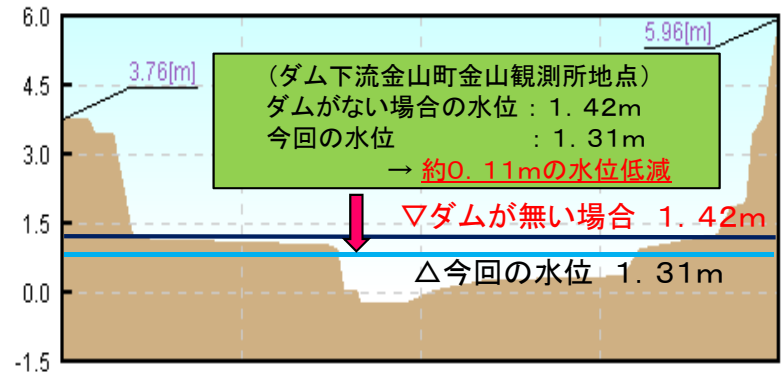 6.0
5.96[m]
3.76[m]
4.5
(ダム下流金山町金山観測所地点)
ダムがない場合の水位：1.42m
今回の水位　　　　：1.31m
→ 約0.11mの水位低減
3.0
1.5
▽ダムが無い場合 1.42m
△今回の水位 1.31m
0.0
-1.5